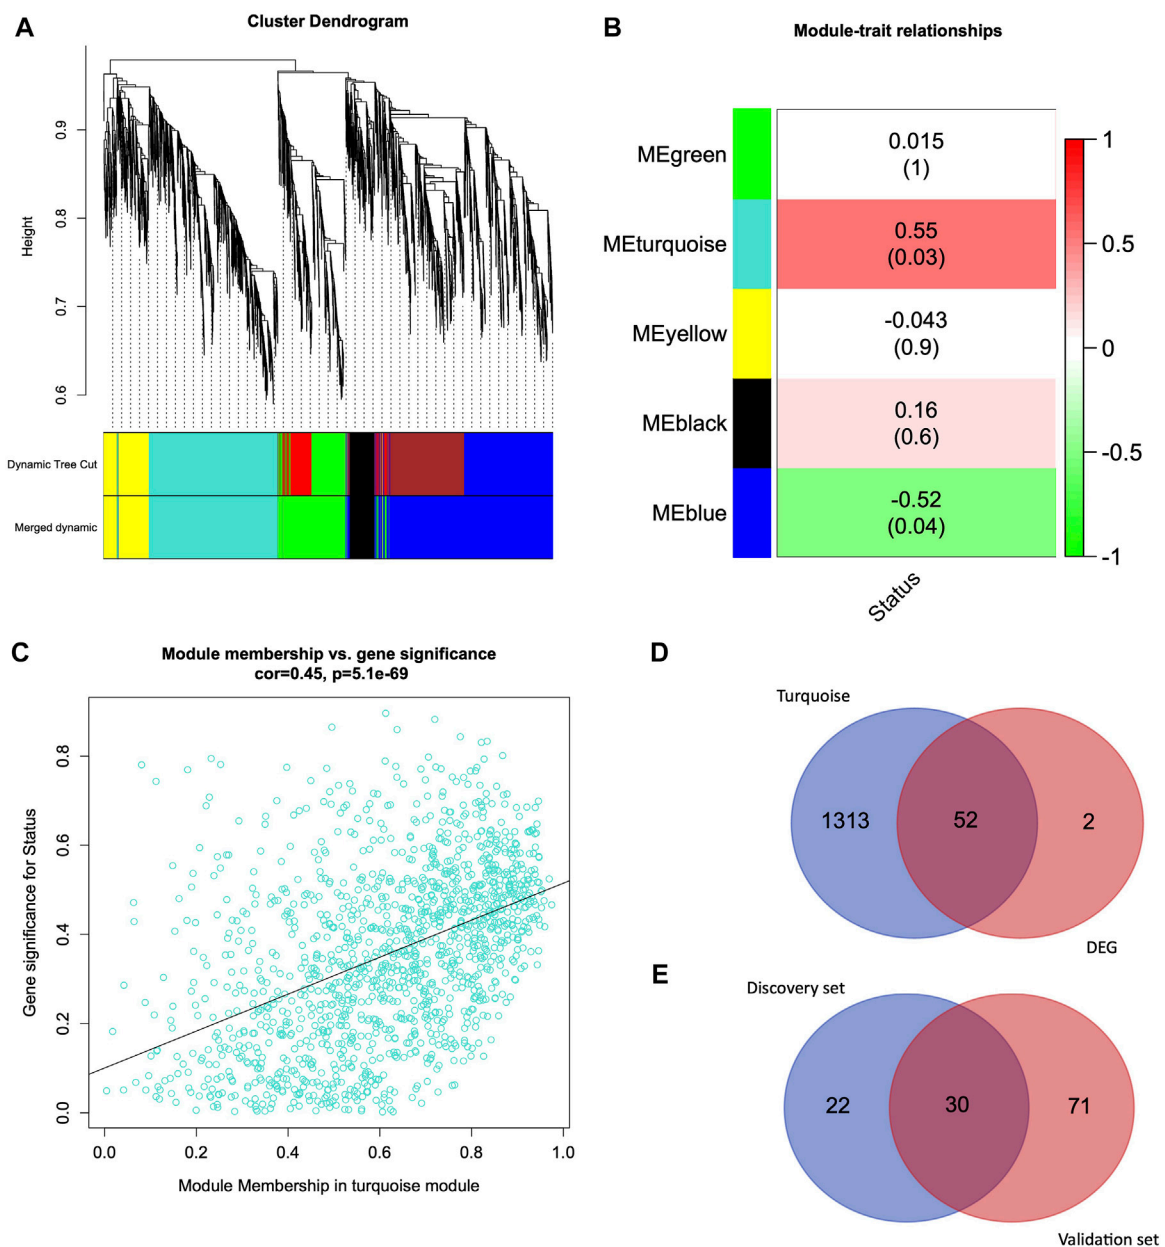 A
Cluster Dendrogram
Height
0.9
0.8
0.7
0.6
Dynamic Tree Cut
Merged dynamic
B
Module-trait relationships
MEgreen
0.015
(1)
MEturquoise
0.55
(0.03)
MEyellow
-0.043
(0.9)
MEblack
0.16
(0.6)
MEblue
-0.52
(0.04)
Status
1
0.5
0
-0.5
-1
C
Module membership vs. gene significance
cor=0.45, p=5.1e-69
Gene significance for Status
0.8
0.6
0.4
0.2
0.0
0.0 0.2 0.4 0.6 0.8 1.0
Module Membership in turquoise module
D
Turquoise
1313 52 2
DEG
E
Discovery set
22 30 71
Validation set